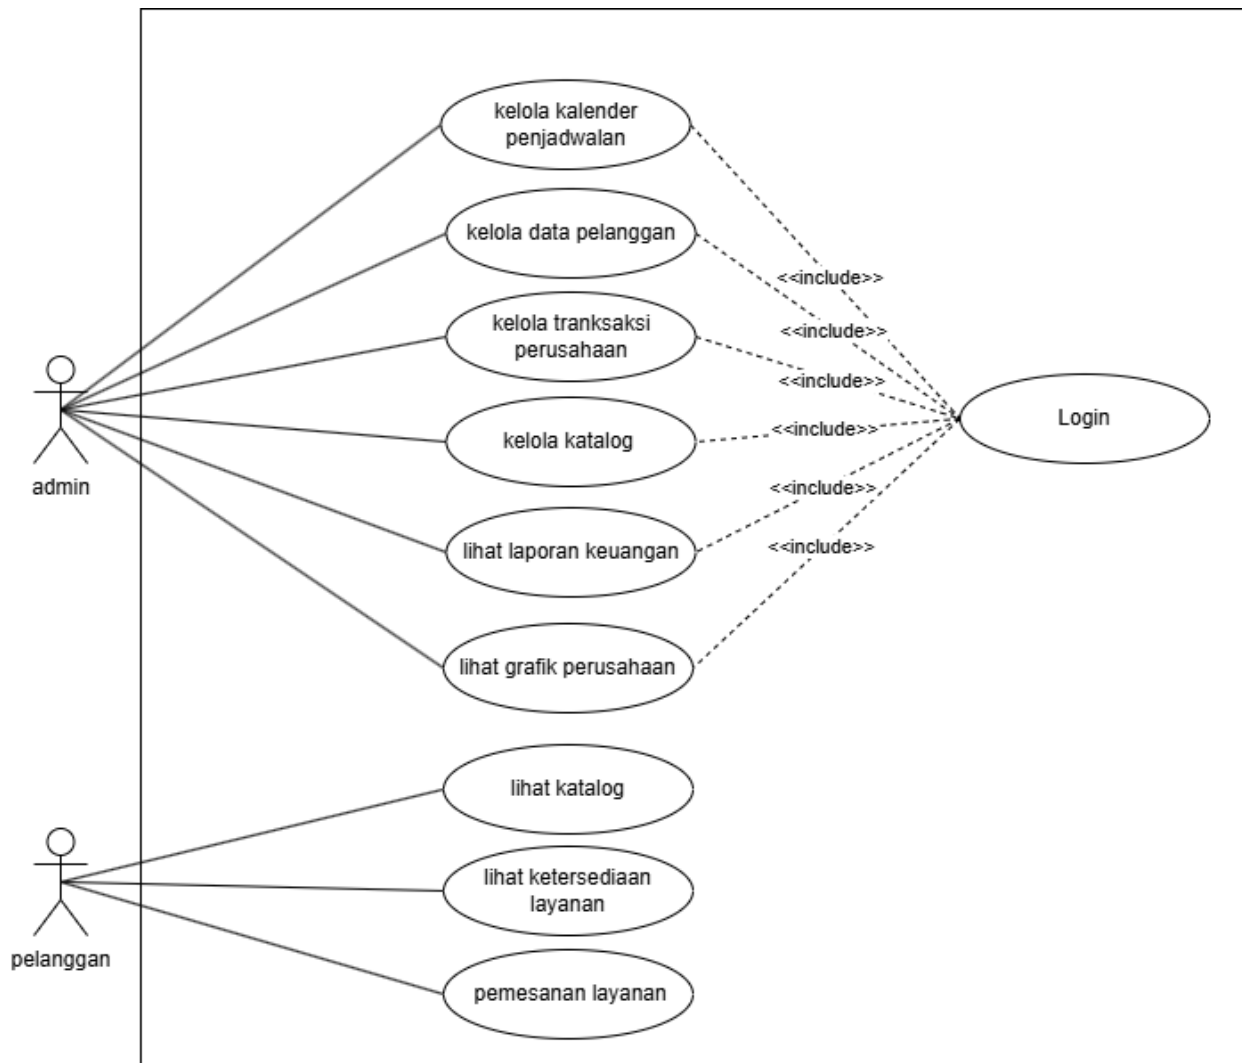 kelola kalender
penjadwalan
kelola data pelanggan
<<include>>
kelola tranksaksi
perusahaan
<<include>>
<<include>>
kelola katalog
<<include>>
Login
admin
<<include>>
lihat laporan keuangan
<<include>>
lihat grafik perusahaan
lihat katalog
lihat ketersediaan
layanan
pelanggan
pemesanan layanan